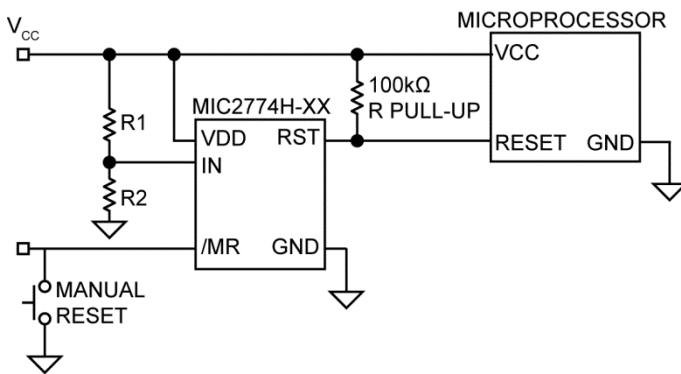 VCC
MICROPROCESSOR
VCC
100kΩ
R PULL-UP
MIC2774H-XX
R1
VDD
RST
RESET
GND
IN
R2
/MR
GND
MANUAL
RESET